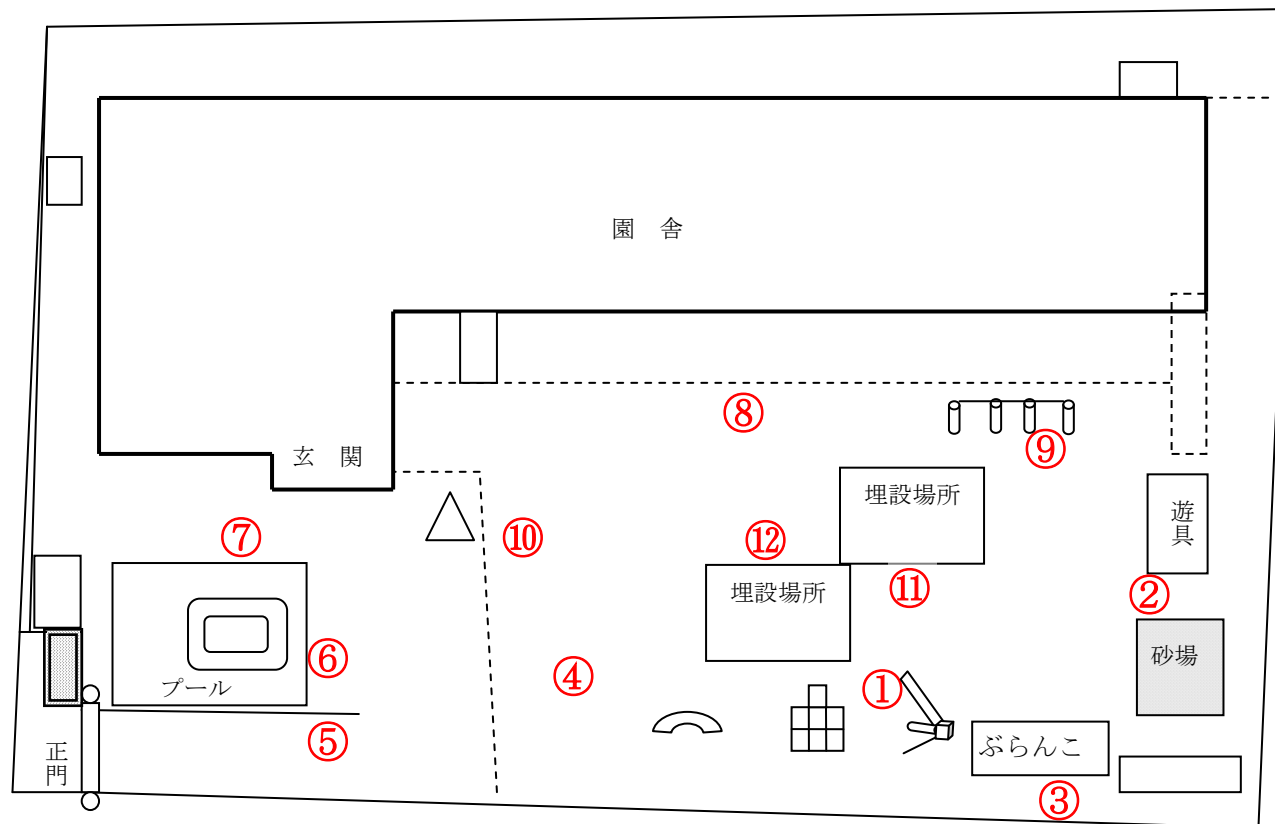 園 舎
玄 関
⑧
⑨
埋設場所
遊具
⑦
⑩
⑫
埋設場所
⑪
②
砂場
⑥
プール
④
①
⑤
正門
ぶらんこ
③